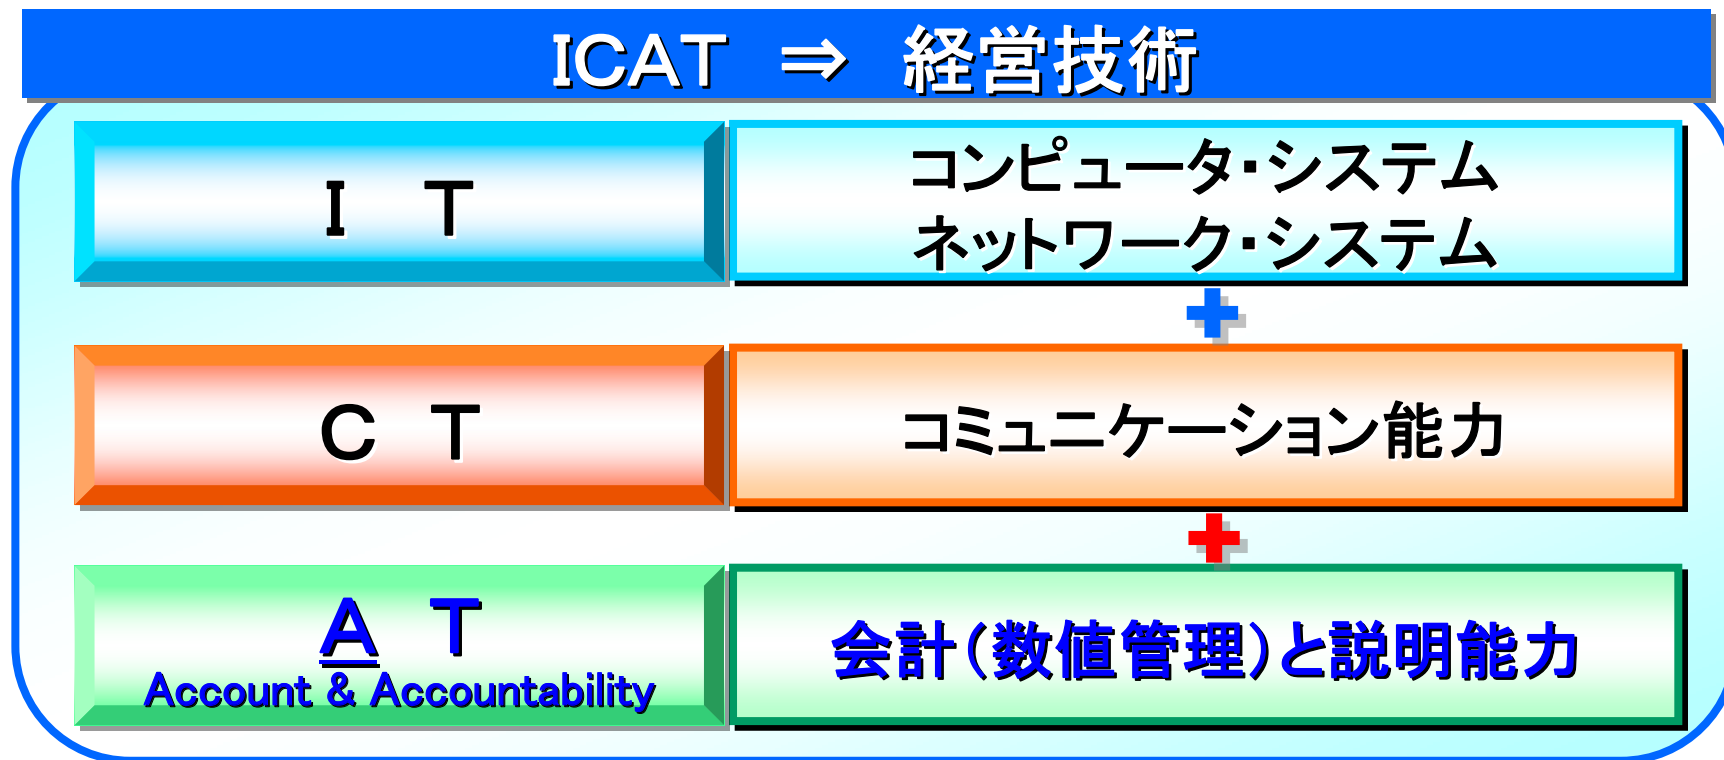 ICAT ⇒ 経営技術
I T
コンピュータ・システム
ネットワーク・システム
C T
コミュニケーション能力
A T
Account & Accountability
会計(数値管理)と説明能力